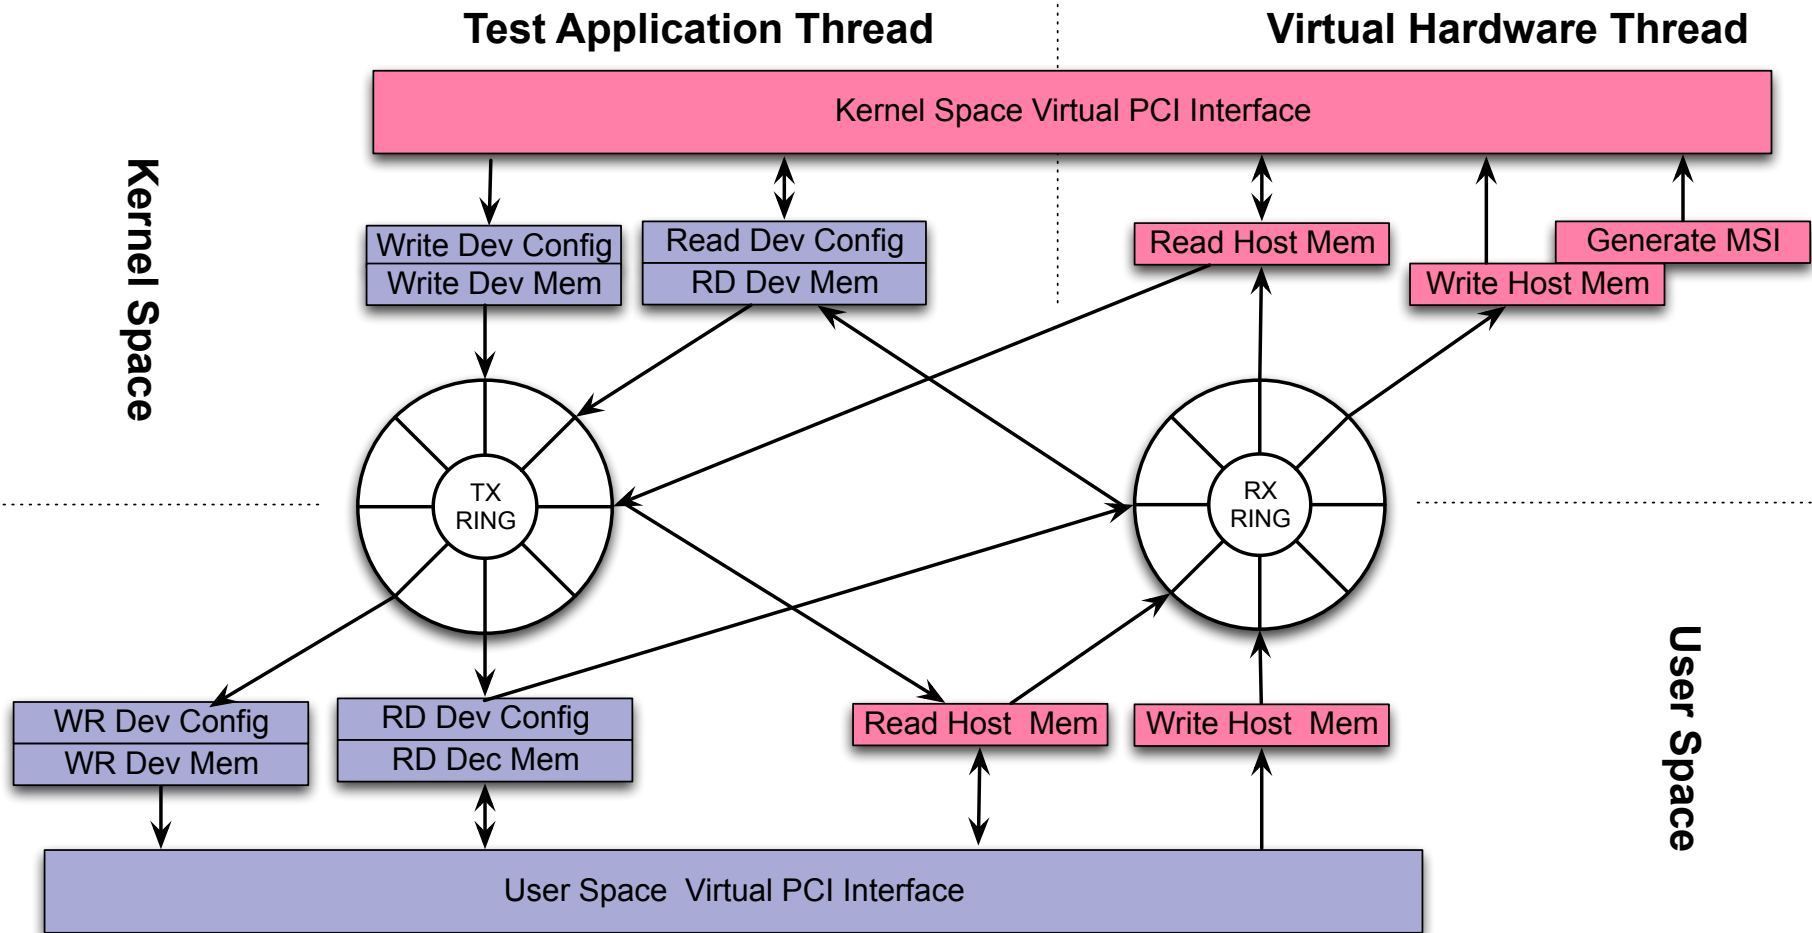 Test Application Thread
Virtual Hardware Thread
Kernel Space Virtual PCI Interface
Kernel Space
Write Dev Config
Write Dev Mem
Read Dev Config
RD Dev Mem
Read Host Mem
Generate MSI
Write Host Mem
TX
RING
RX
RING
User Space
WR Dev Config
WR Dev Mem
RD Dev Config
RD Dec Mem
Read Host  Mem
Write Host  Mem
User Space  Virtual PCI Interface